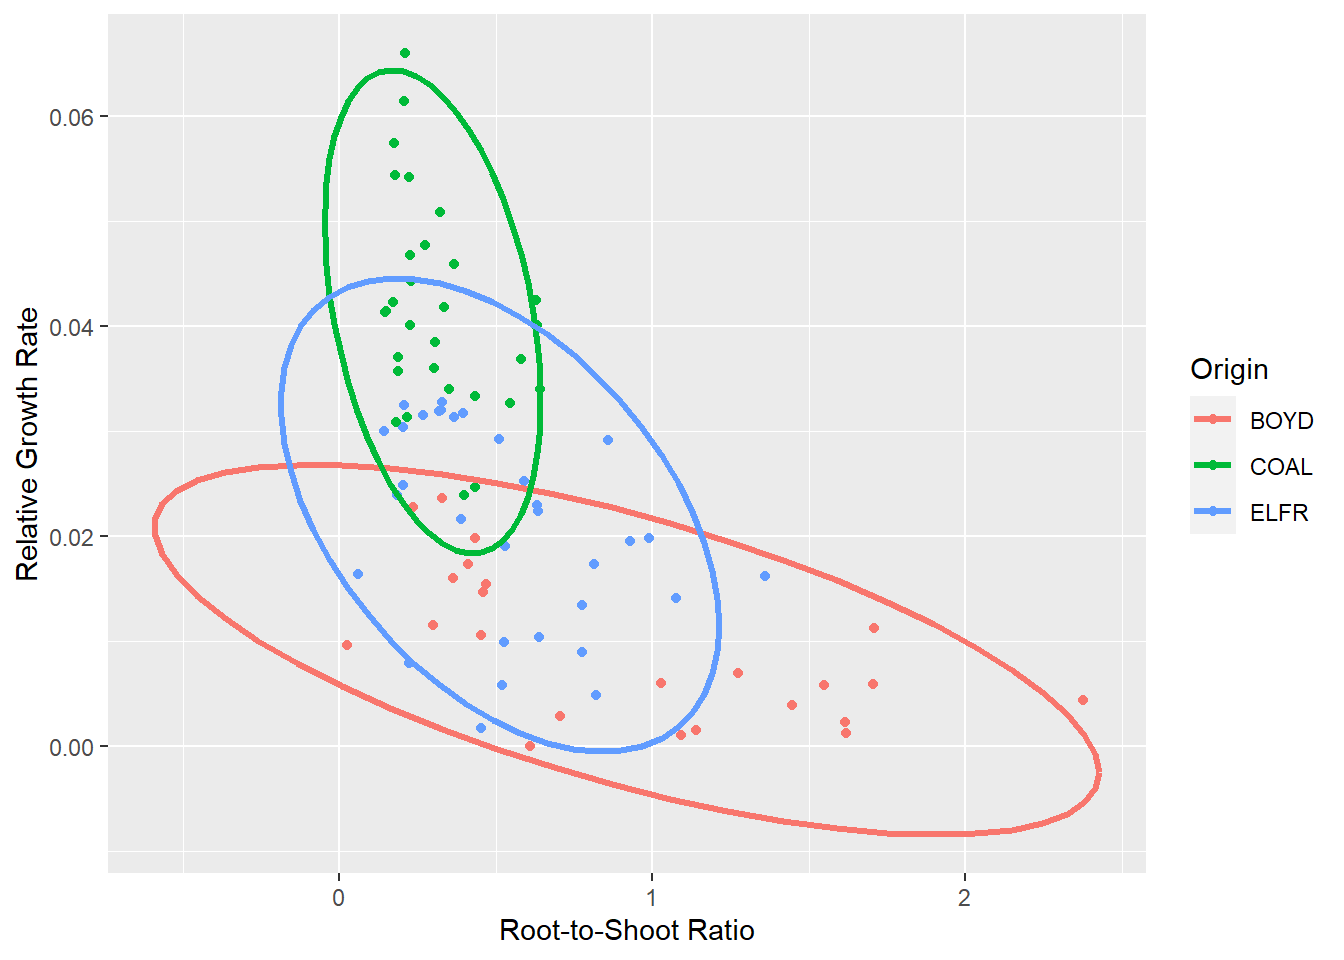 0.06
0.04
0.02
0.00
Relative Growth Rate
0
1
2
Root-to-Shoot Ratio
Origin
BOYD
COAL
ELFR